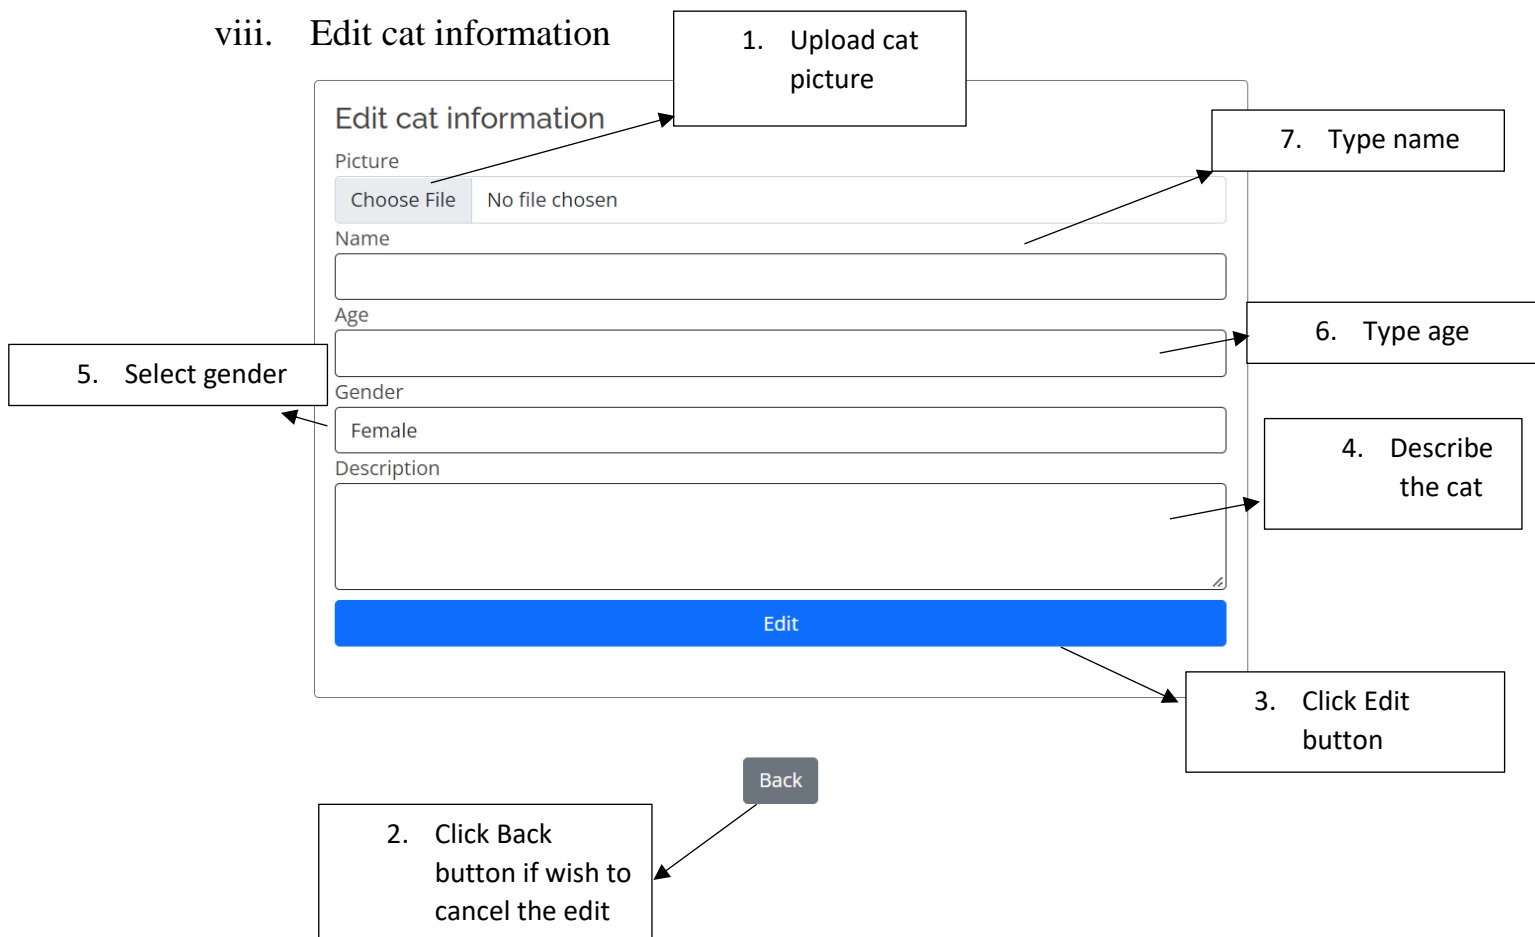 viii. Edit cat information
1. Upload cat
picture
Edit cat information
7. Type name
Picture
Choose File No file chosen
Name
Age
6. Type age
5. Select gender
Gender
Female
4. Describe
the cat
Description
Edit
3. Click Edit
button
Back
2. Click Back
button if wish to
cancel the edit